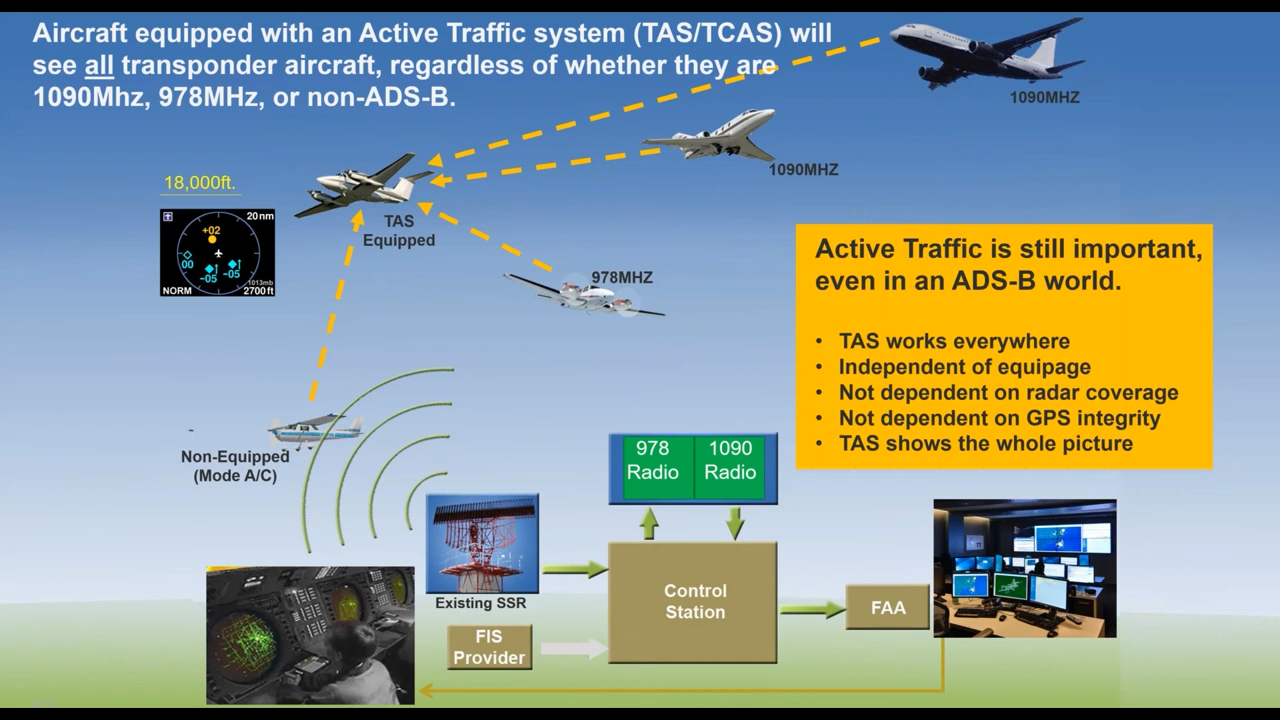 Aircraft equipped with an Active Traffic system (TAS/TCAS) will
see all transponder aircraft, regardless of whether they are
1090Mhz, 978MHz, or non-ADS-B.
1090MHZ
1090MHZ
18,000ft.
TAS
Equipped
20nm
+02
00
-05
-05
1013mb
NORM
2700ft
978MHZ
Active Traffic is still important,
even in an ADS-B world.
• TAS works everywhere
• Independent of equipage
• Not dependent on radar coverage
• Not dependent on GPS integrity
• TAS shows the whole picture
Non-Equipped
(Mode A/C)
978
Radio
1090
Radio
Existing SSR
Control
Station
FAA
FIS
Provider